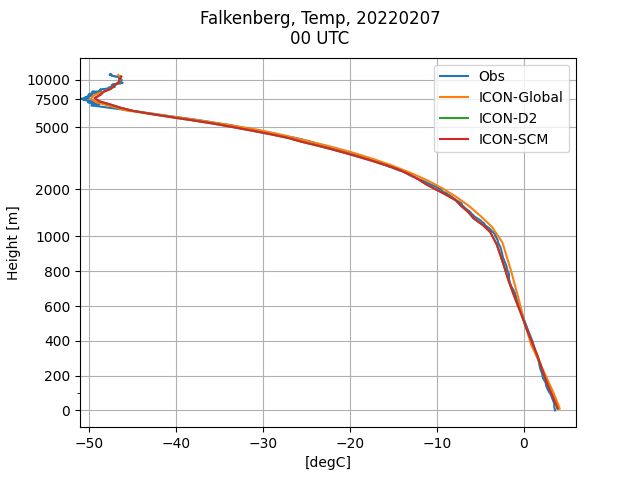 Falkenberg, Temp, 20220207
00 UTC
Obs
ICON-Global
ICON-D2
ICON-SCM
Height [m]
10000
7500
5000
2000
1000
800
600
400
200
0
−50
−40
−30
−20
−10
0
[degC]